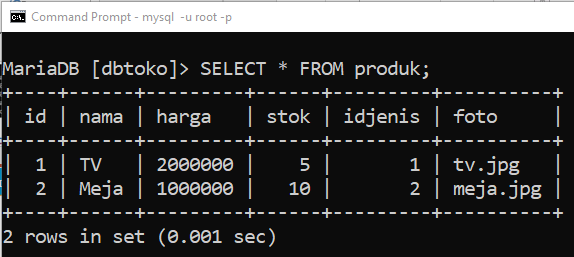 Command Prompt - mysql -u root -p
MariaDB [dbtoko]> SELECT * FROM produk;
+----+------+---------+------+---------+----------+
| id | nama | harga   | stok | idjenis | foto     |
+----+------+---------+------+---------+----------+
|  1 | TV   | 2000000 |    5 |       1 | tv.jpg   |
|  2 | Meja | 1000000 |   10 |       2 | meja.jpg |
+----+------+---------+------+---------+----------+
2 rows in set (0.001 sec)